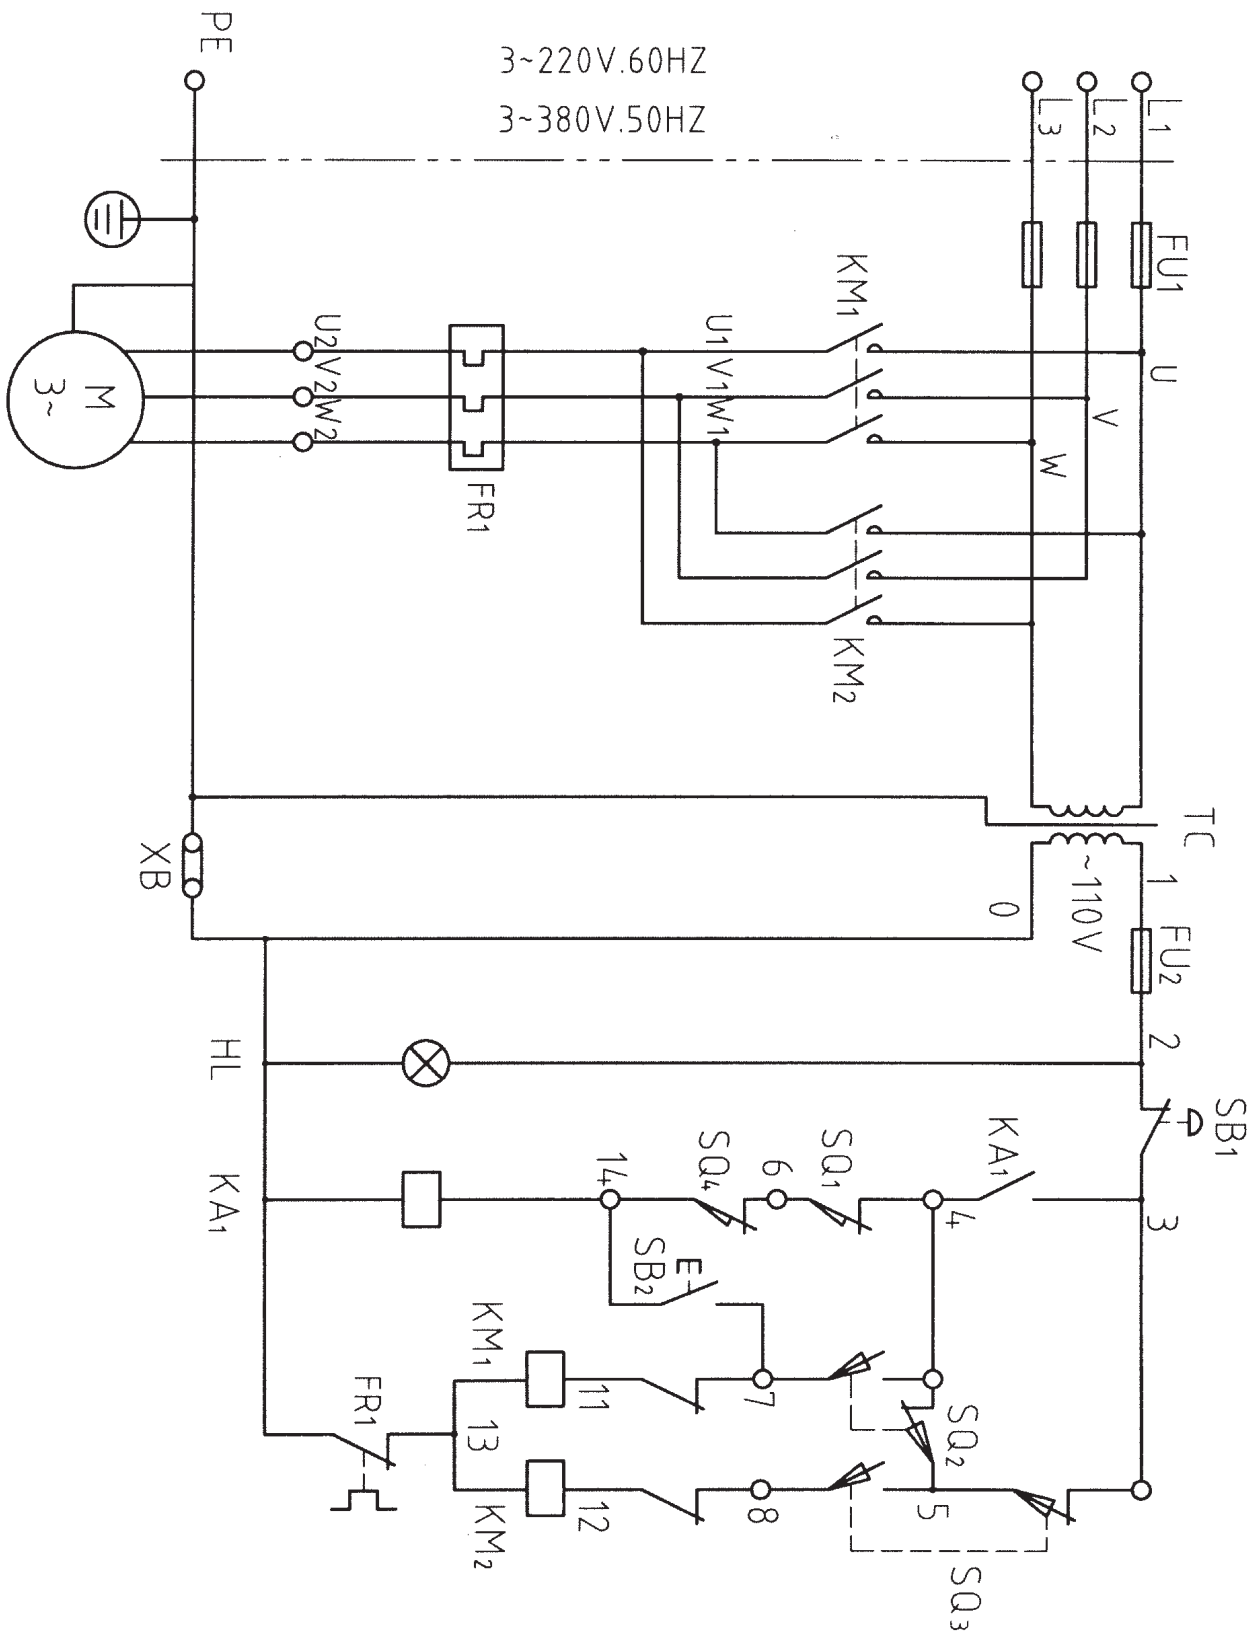 PE
3~220V.60HZ
3~380V.50HZ
L3
L2
L1
FU1
KM1
U
V
W
U1
V1
W1
U2
V2
W2
M
3~
FR1
KM2
TC
XB
0
~110V
1
FU2
2
HL
SB1
KA1
14
SQ4
6
SQ1
4
KA1
3
SB2
KM1
11
7
SQ2
FR1
13
KM2
12
8
5
SQ3